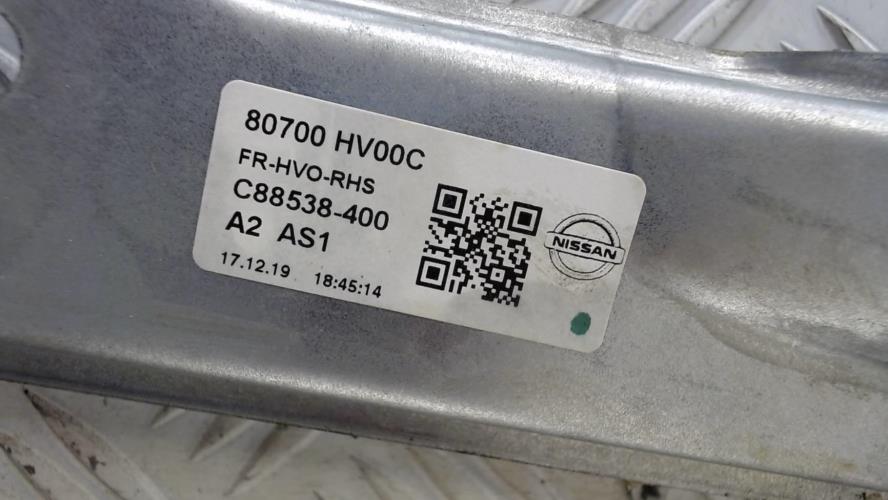 80700 HV00C
FR-HVO-RHS
C88538-400
A2 AS1
17.12.19 18:45:14
NISSAN